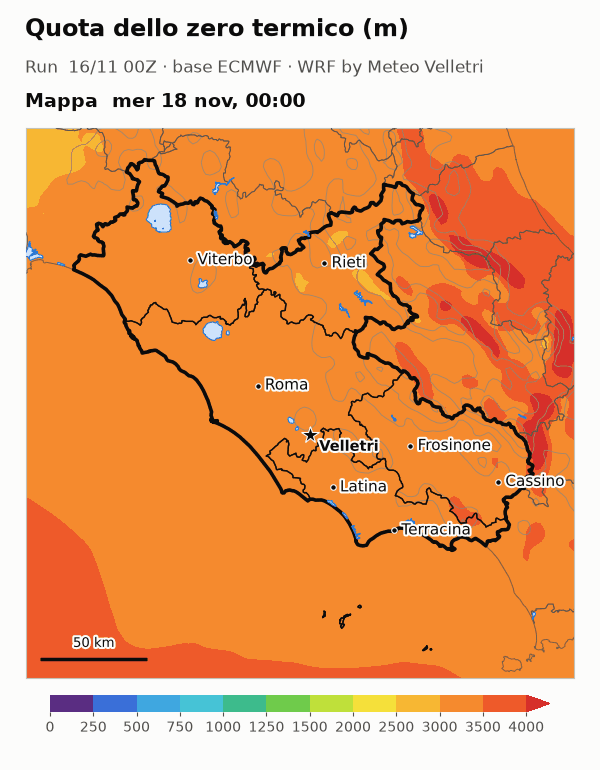 Quota dello zero termico (m)
Run  16/11 00Z · base ECMWF · WRF by Meteo Velletri
Mappa  mer 18 nov, 00:00
Viterbo
Rieti
Roma
Velletri
Frosinone
Cassino
Latina
Terracina
50 km
0 250 500 750 1000 1250 1500 2000 2500 3000 3500 4000